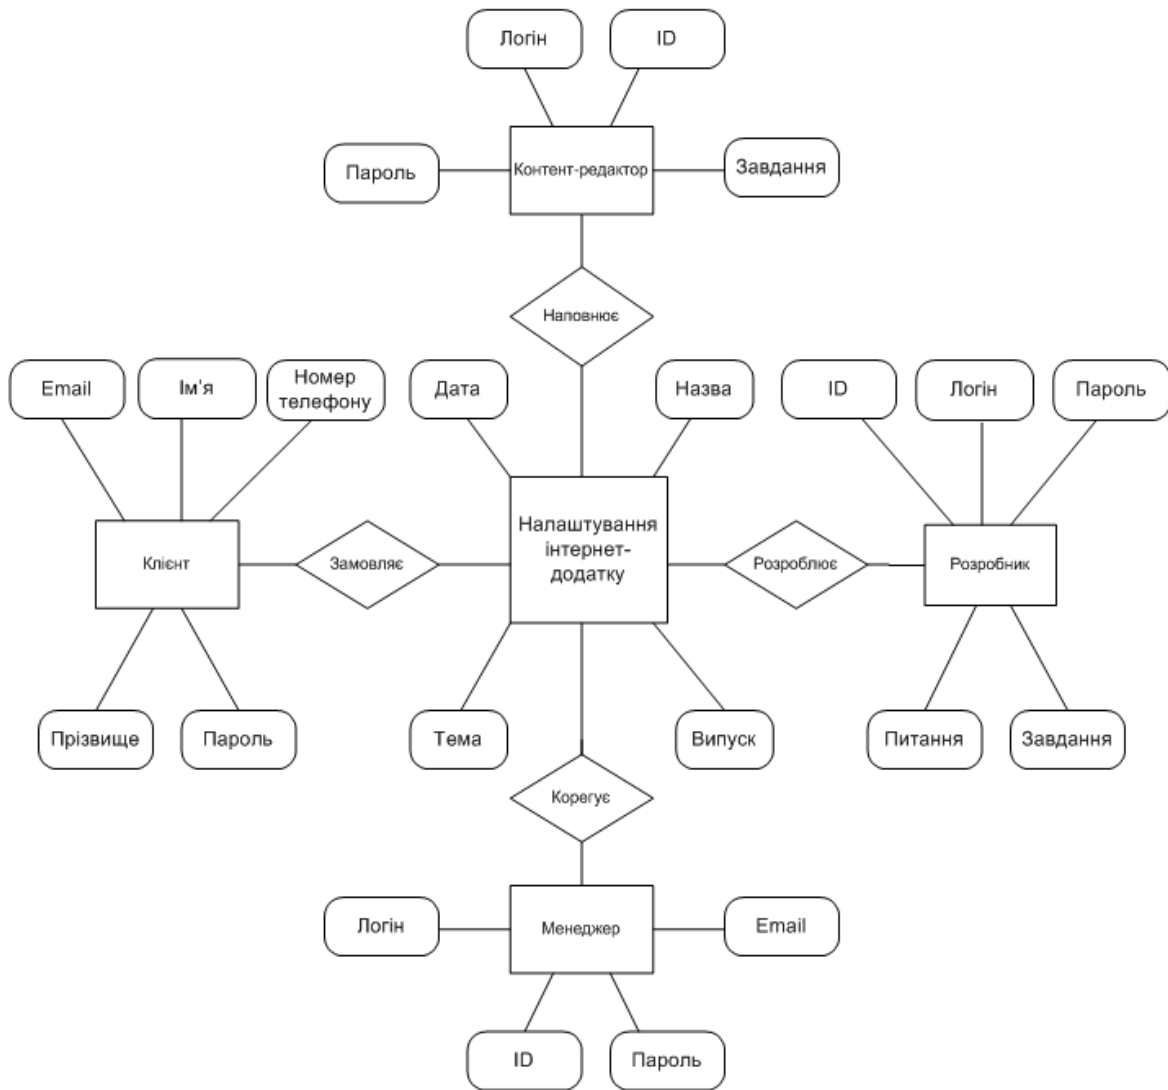 Логін
ID
Пароль
Контент-редактор
Завдання
Наповнює
Email
Ім'я
Номер
телефону
Дата
Назва
ID
Логін
Пароль
Клієнт
Замовляє
Налаштування
інтернет-
додатку
Розроблює
Розробник
Прізвище
Пароль
Тема
Випуск
Питання
Завдання
Корегує
Логін
Менеджер
Email
ID
Пароль